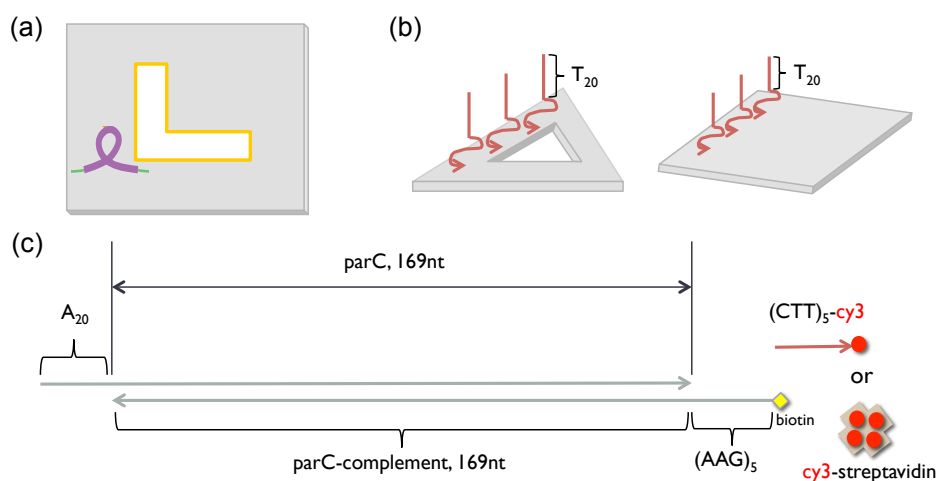 (a)
(b)
T20
T20
(c)
parC, 169nt
A20
(CTT)5-cy3
or
biotin
parC-complement, 169nt
(AAG)5
cy3-streptavidin